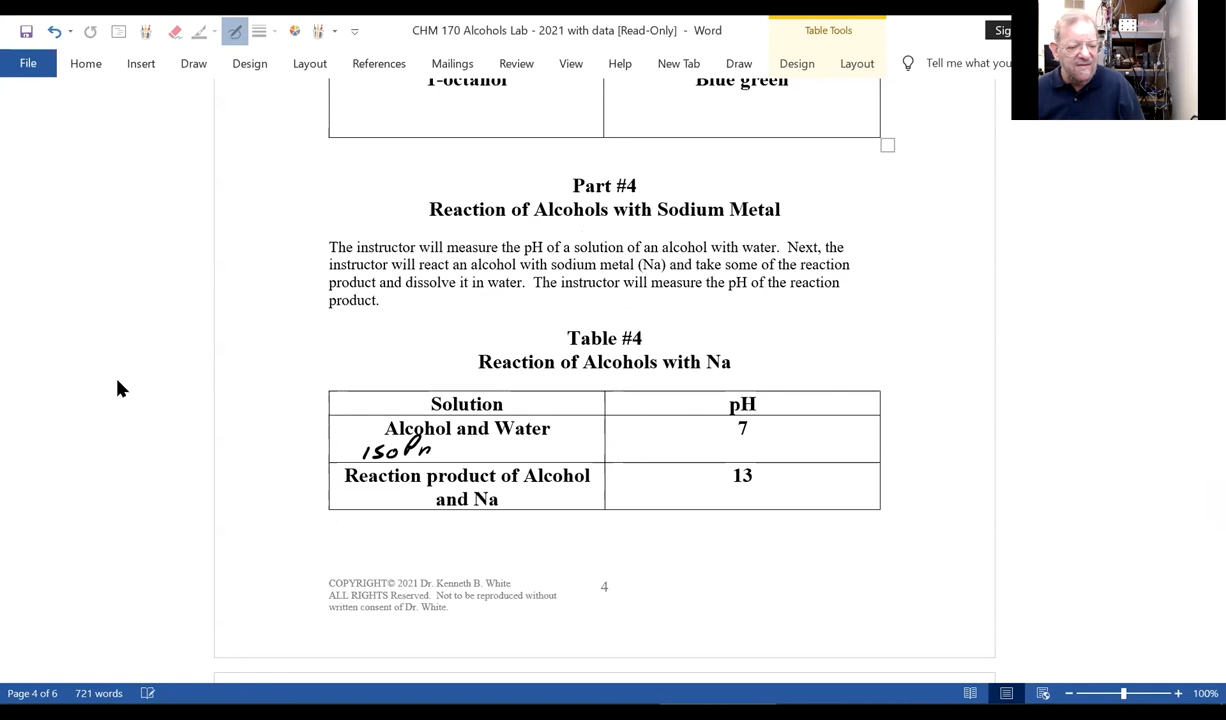 CHM 170 Alcohols Lab - 2021 with data [Read-Only] - Word
Table Tools
Sig
File Home Insert Draw Design Layout References Mailings Review View Help New Tab Draw Design Layout Tell me what you
1-octanol Blue green
Part #4
Reaction of Alcohols with Sodium Metal
The instructor will measure the pH of a solution of an alcohol with water. Next, the
instructor will react an alcohol with sodium metal (Na) and take some of the reaction
product and dissolve it in water. The instructor will measure the pH of the reaction
product.
Table #4
Reaction of Alcohols with Na
Solution pH
Alcohol and Water 7
IsoPr
Reaction product of Alcohol 13
and Na
COPYRIGHT© 2021 Dr. Kenneth B. White
ALL RIGHTS Reserved. Not to be reproduced without
written consent of Dr. White.
4
Page 4 of 6 721 words 100%